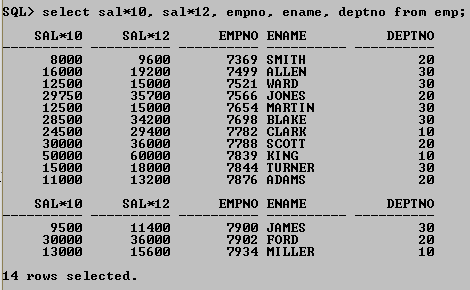 SQL> select sal*10, sal*12, empno, ename, deptno from emp;
SAL*10 SAL*12 EMPNO ENAME DEPTNO
8000 9600 7369 SMITH 20
16000 19200 7499 ALLEN 30
12500 15000 7521 WARD 30
29750 35700 7566 JONES 20
12500 15000 7654 MARTIN 30
28500 34200 7698 BLAKE 30
24500 29400 7782 CLARK 10
30000 36000 7788 SCOTT 20
50000 60000 7839 KING 10
15000 18000 7844 TURNER 30
11000 13200 7876 ADAMS 20
SAL*10 SAL*12 EMPNO ENAME DEPTNO
9500 11400 7900 JAMES 30
30000 36000 7902 FORD 20
13000 15600 7934 MILLER 10
14 rows selected.